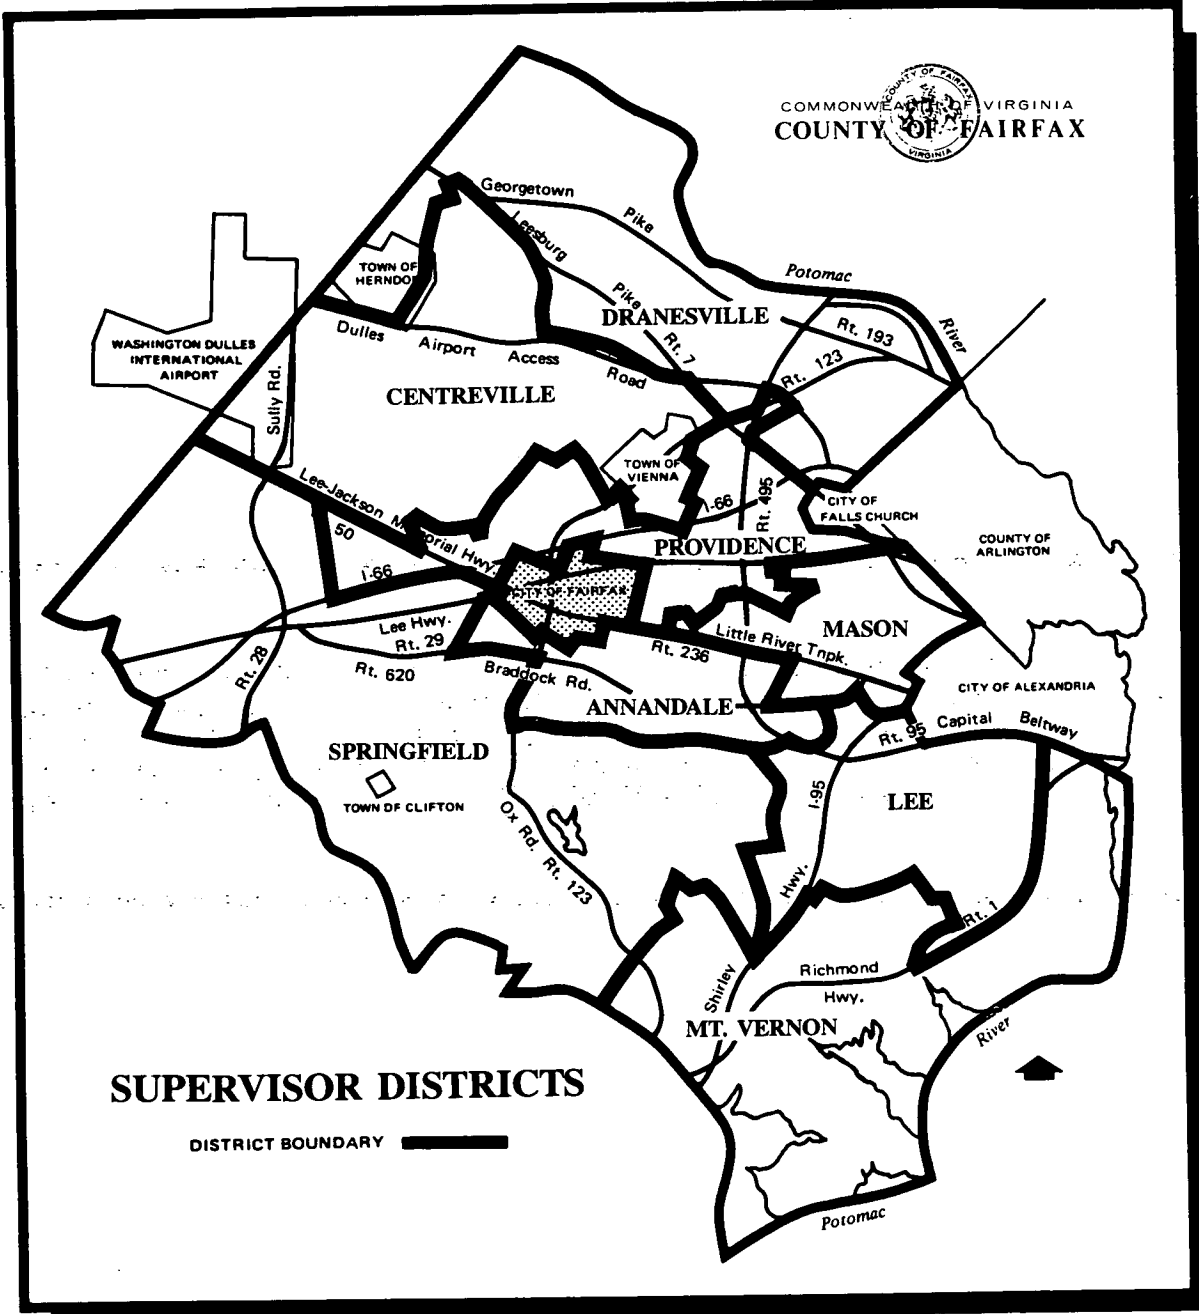 COUNTY OF FAIRFAX
VIRGINIA
COMMONWEALTH OF VIRGINIA
COUNTY OF FAIRFAX
Georgetown
Pike
Leesburg
Pike
Rt. 7
Potomac
River
TOWN OF
HERNDON
DRANESVILLE
Rt. 193
Rt. 123
Dulles
Airport
Access
Road
WASHINGTON DULLES
INTERNATIONAL
AIRPORT
Sully Rd.
CENTREVILLE
TOWN OF
VIENNA
Lee-Jackson Memorial Hwy.
50
I-66
Rt. 495
CITY OF
FALLS CHURCH
COUNTY OF
ARLINGTON
PROVIDENCE
I-66
CITY OF FAIRFAX
Lee Hwy.
Rt. 29
Little River Tnpk.
Rt. 236
MASON
Rt. 28
Rt. 620
Braddock Rd.
CITY OF ALEXANDRIA
ANNANDALE
Rt. 95
Capital
Beltway
SPRINGFIELD
TOWN OF CLIFTON
LEE
I-95
Ox Rd. Rt. 123
Hwy.
Rt. 1
Shirley
Richmond
Hwy.
MT. VERNON
River
SUPERVISOR DISTRICTS
DISTRICT BOUNDARY
Potomac